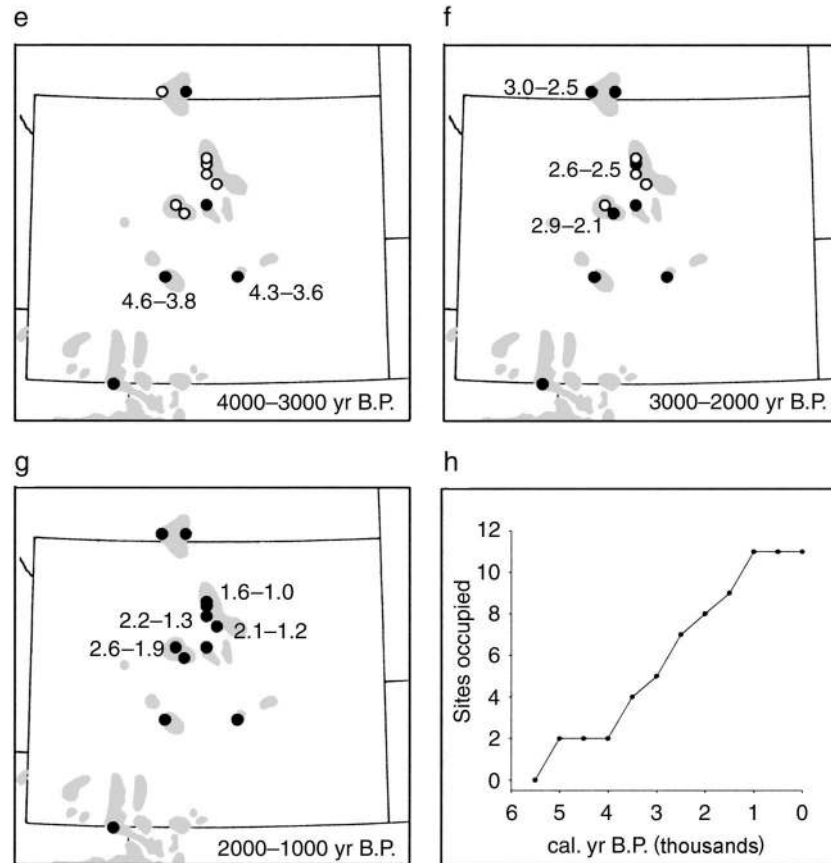 e
4.6–3.8
4.3–3.6
4000–3000 yr B.P.
f
3.0–2.5
2.6–2.5
2.9–2.1
3000–2000 yr B.P.
g
1.6–1.0
2.2–1.3
2.1–1.2
2.6–1.9
2000–1000 yr B.P.
h
12
10
8
6
4
2
0
Sites occupied
6 5 4 3 2 1 0
cal. yr B.P. (thousands)